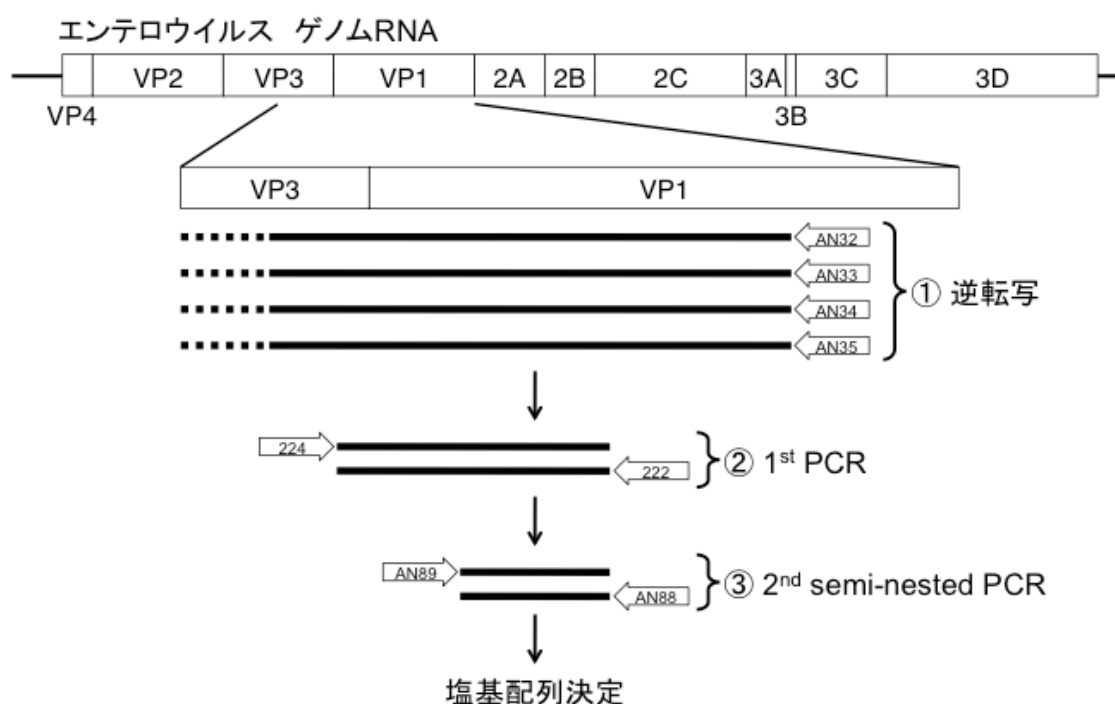 エンテロウイルス ゲノムRNA
VP2 VP3 VP1 2A 2B 2C 3A 3C 3D
VP4 3B
VP3 VP1
AN32
AN33
AN34
AN35
① 逆転写
224
222
② 1st PCR
AN89
AN88
③ 2nd semi-nested PCR
塩基配列決定